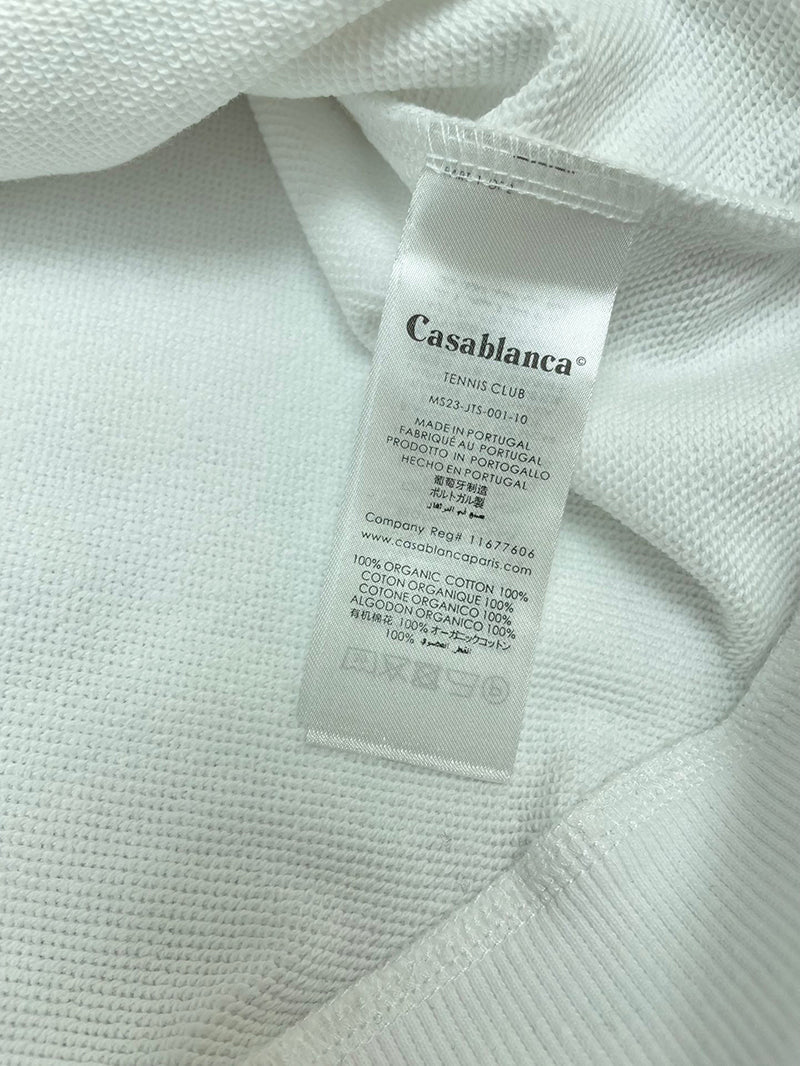 Casablanca©
TENNIS CLUB
MS23-JTS-001-10
MADE IN PORTUGAL
FABRIQUÉ AU PORTUGAL
PRODOTTO IN PORTOGALLO
HECHO EN PORTUGAL
葡萄牙制造
ポルトガル製
صنع في البرتغال
Company Reg# 11677606
www.casablancaparis.com
100% ORGANIC COTTON 100%
COTON ORGANIQUE 100%
COTONE ORGANICO 100%
ALGODON ORGANICO 100%
有机棉花 100% オーガニックコットン
100% القطن العضوي